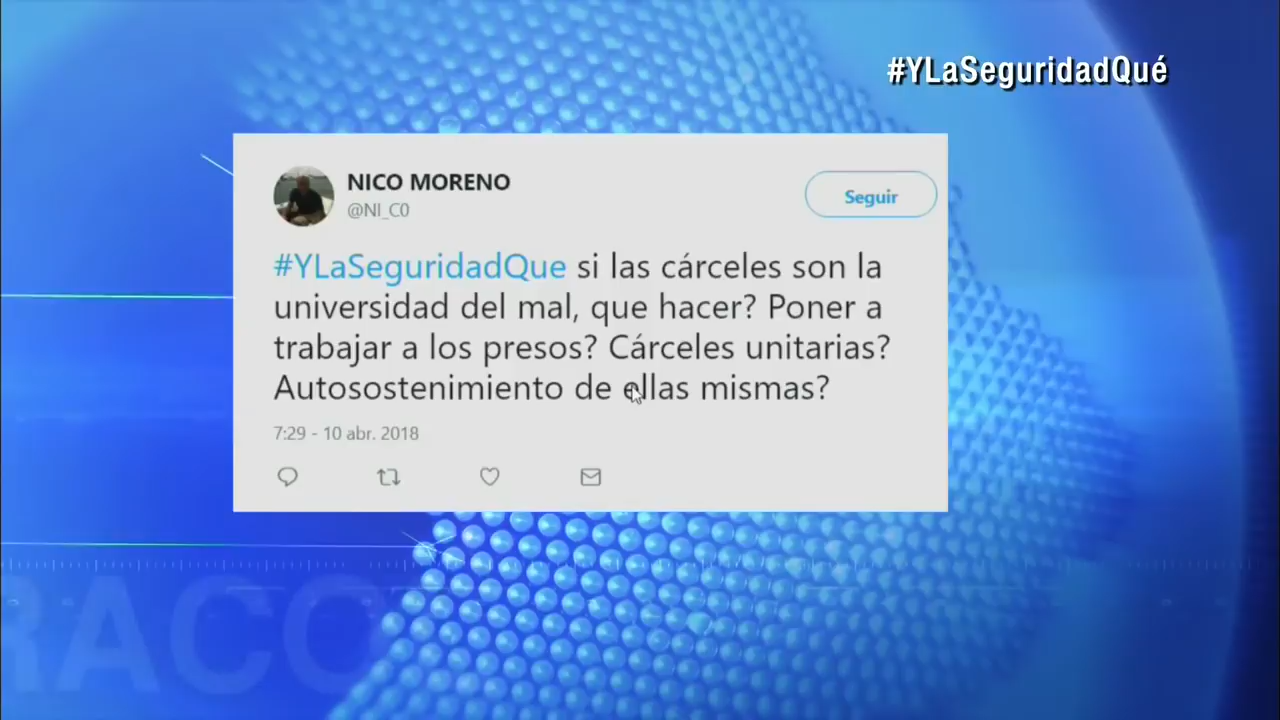 #YLaSeguridadQué
NICO MORENO
@NI_C0
Seguir
#YLaSeguridadQue si las cárceles son la
universidad del mal, que hacer? Poner a
trabajar a los presos? Cárceles unitarias?
Autosostenimiento de ellas mismas?
7:29 - 10 abr. 2018
RACO